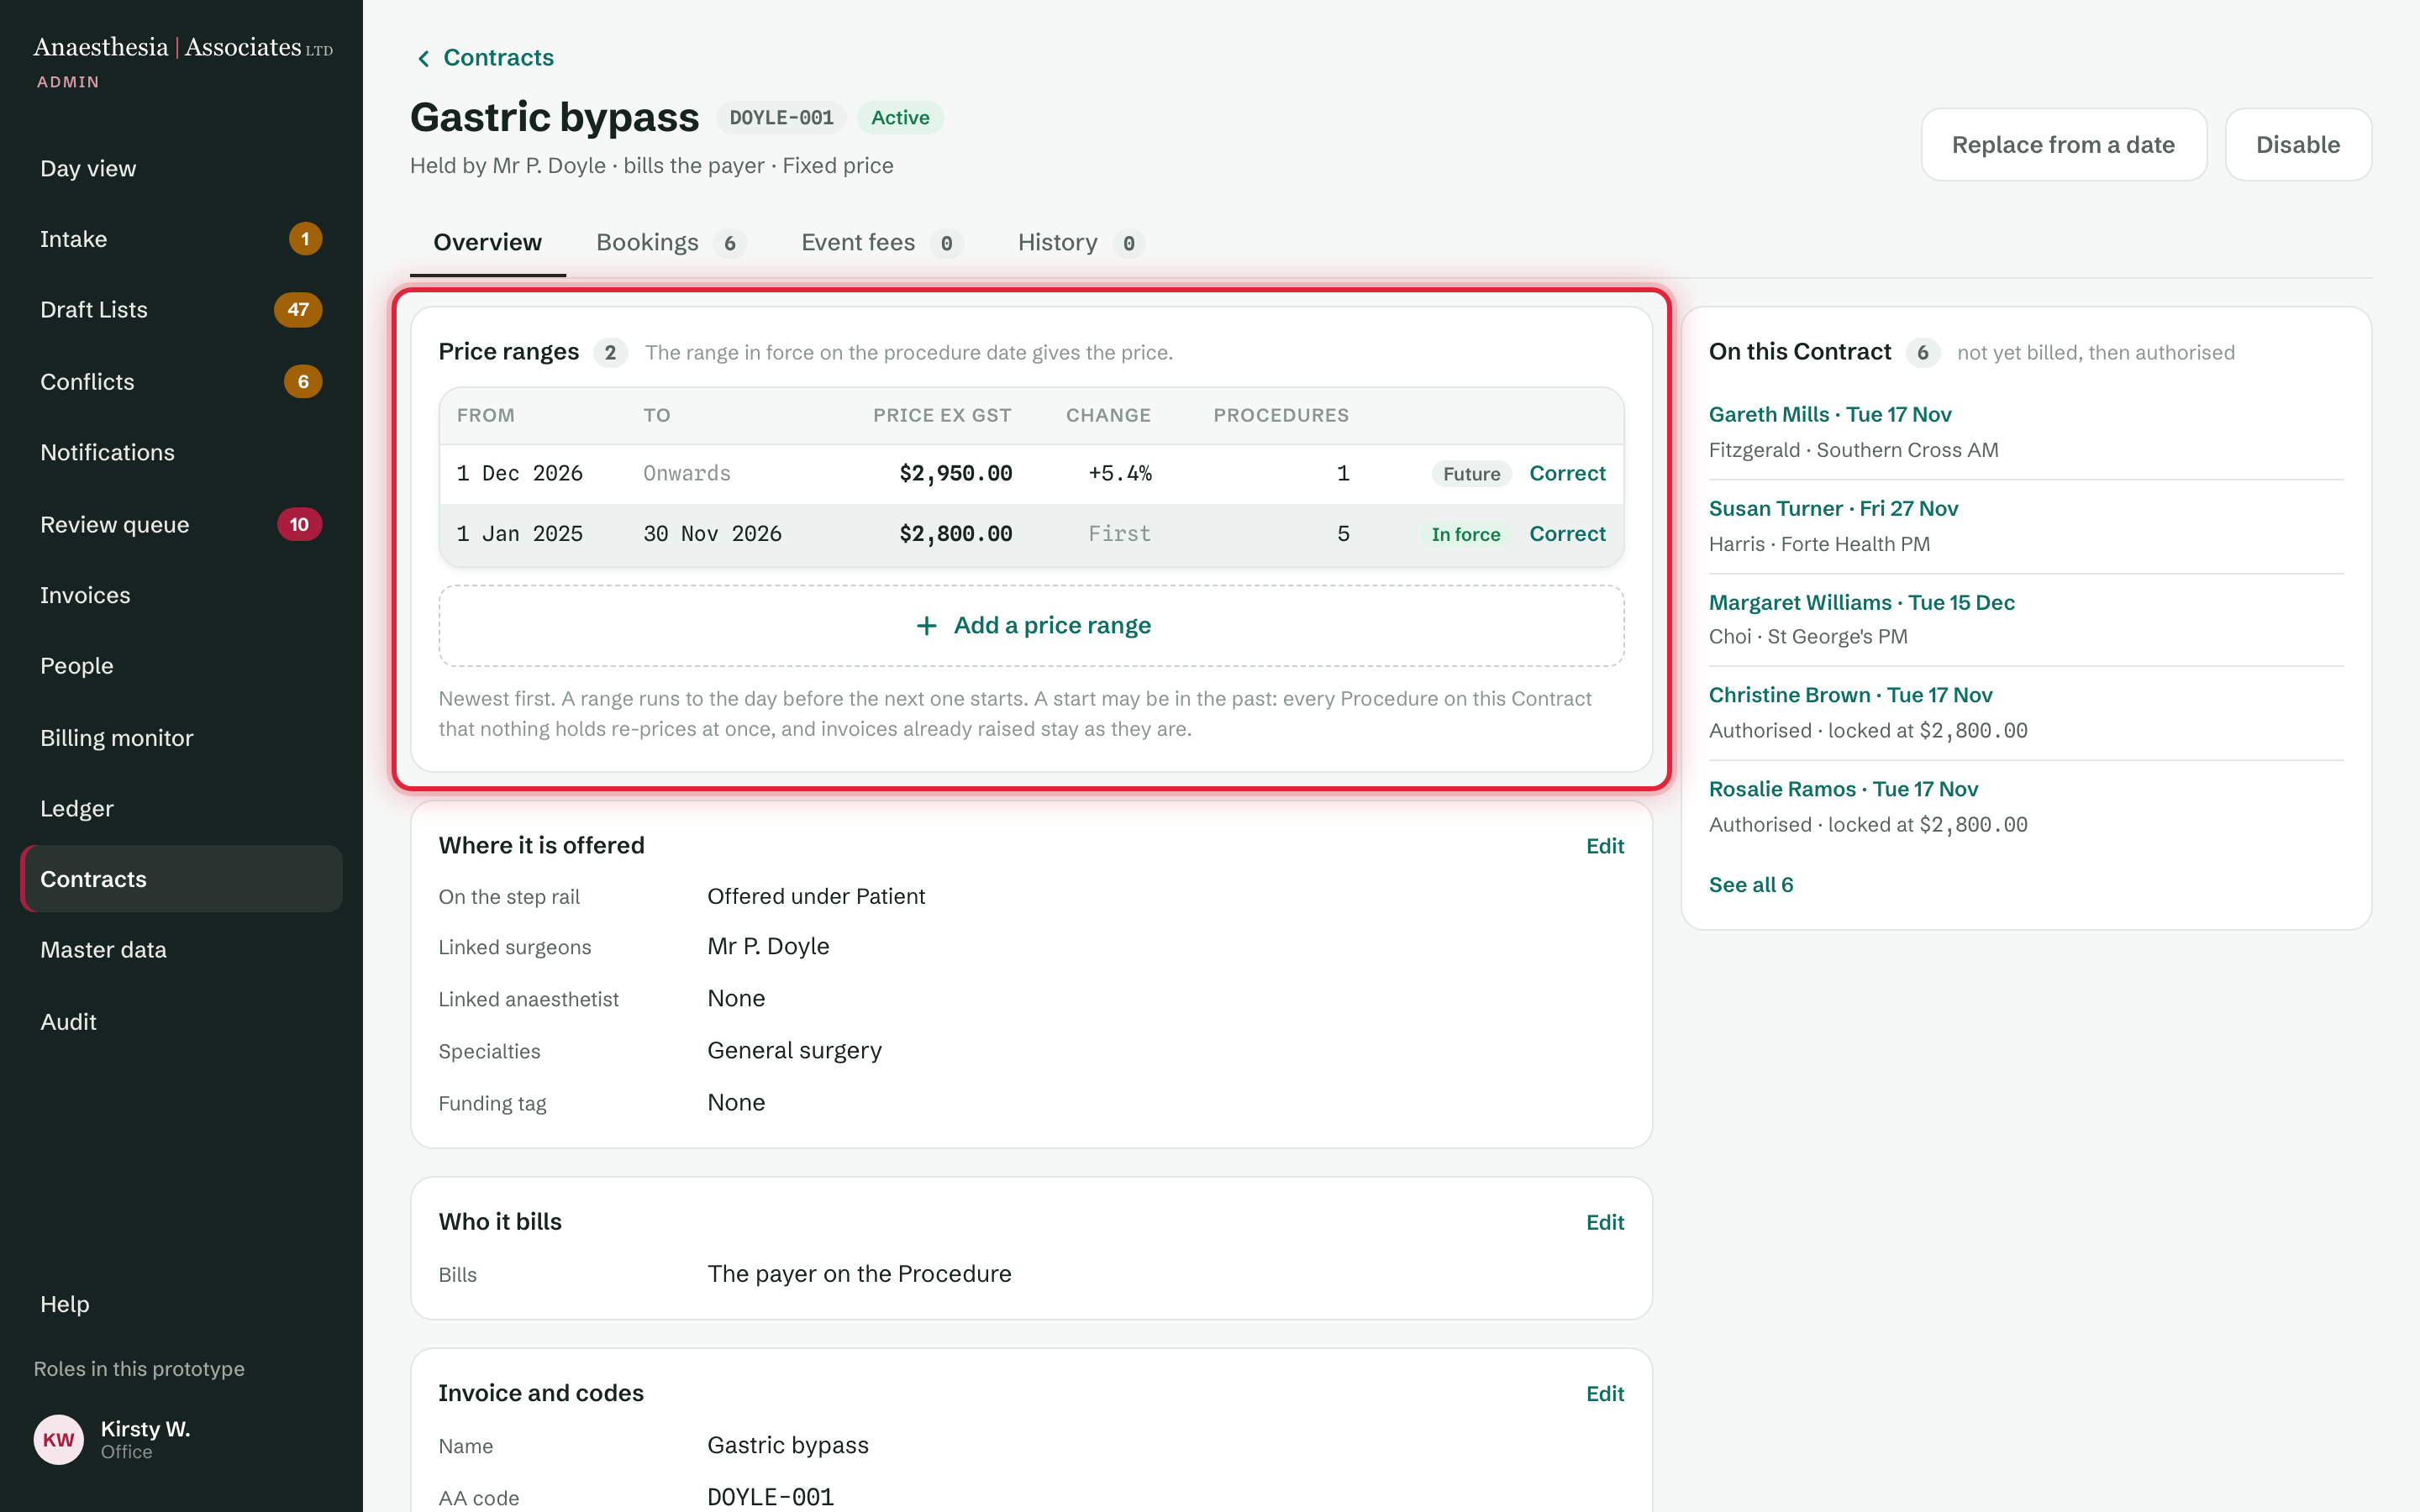 Anaesthesia | Associates LTD
ADMIN
Day view
Intake 1
Draft Lists 47
Conflicts 6
Notifications
Review queue 10
Invoices
People
Billing monitor
Ledger
Contracts
Master data
Audit
Help
Roles in this prototype
KW Kirsty W.
Office
Contracts
Gastric bypass DOYLE-001 Active
Held by Mr P. Doyle · bills the payer · Fixed price
Replace from a date Disable
Overview Bookings 6 Event fees 0 History 0
Price ranges 2 The range in force on the procedure date gives the price.
FROM TO PRICE EX GST CHANGE PROCEDURES
1 Dec 2026 Onwards $2,950.00 +5.4% 1 Future Correct
1 Jan 2025 30 Nov 2026 $2,800.00 First 5 In force Correct
+ Add a price range
Newest first. A range runs to the day before the next one starts. A start may be in the past: every Procedure on this Contract
that nothing holds re-prices at once, and invoices already raised stay as they are.
Where it is offered Edit
On the step rail Offered under Patient
Linked surgeons Mr P. Doyle
Linked anaesthetist None
Specialties General surgery
Funding tag None
Who it bills Edit
Bills The payer on the Procedure
Invoice and codes Edit
Name Gastric bypass
AA code DOYLE-001
On this Contract 6 not yet billed, then authorised
Gareth Mills · Tue 17 Nov
Fitzgerald · Southern Cross AM
Susan Turner · Fri 27 Nov
Harris · Forte Health PM
Margaret Williams · Tue 15 Dec
Choi · St George's PM
Christine Brown · Tue 17 Nov
Authorised · locked at $2,800.00
Rosalie Ramos · Tue 17 Nov
Authorised · locked at $2,800.00
See all 6